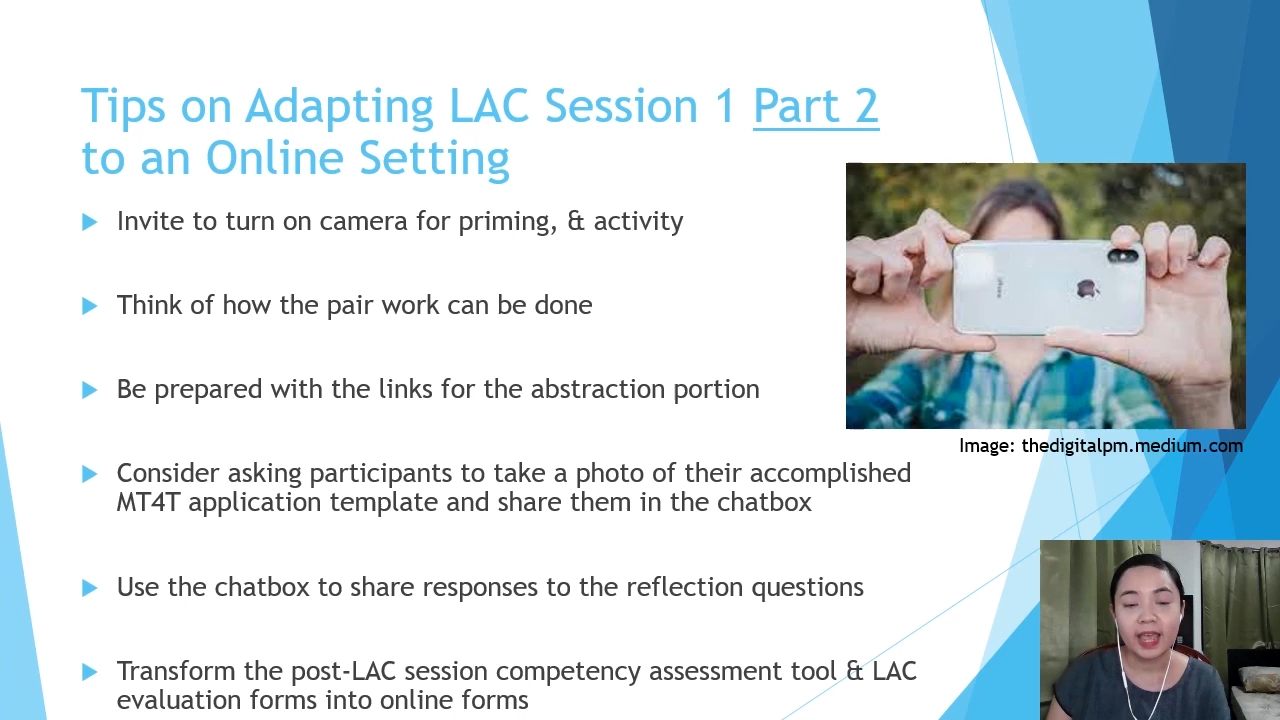 Tips on Adapting LAC Session 1 Part 2
to an Online Setting
Invite to turn on camera for priming, & activity
Think of how the pair work can be done
Be prepared with the links for the abstraction portion
Consider asking participants to take a photo of their accomplished
MT4T application template and share them in the chatbox
Use the chatbox to share responses to the reflection questions
Transform the post-LAC session competency assessment tool & LAC
evaluation forms into online forms
Image: thedigitalpm.medium.com